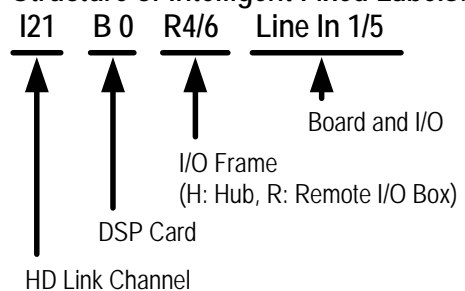 Structure of Intelligent Fixed Labels:
I21 B 0 R4/6 Line In 1/5
Board and I/O
I/O Frame
(H: Hub, R: Remote I/O Box)
DSP Card
HD Link Channel